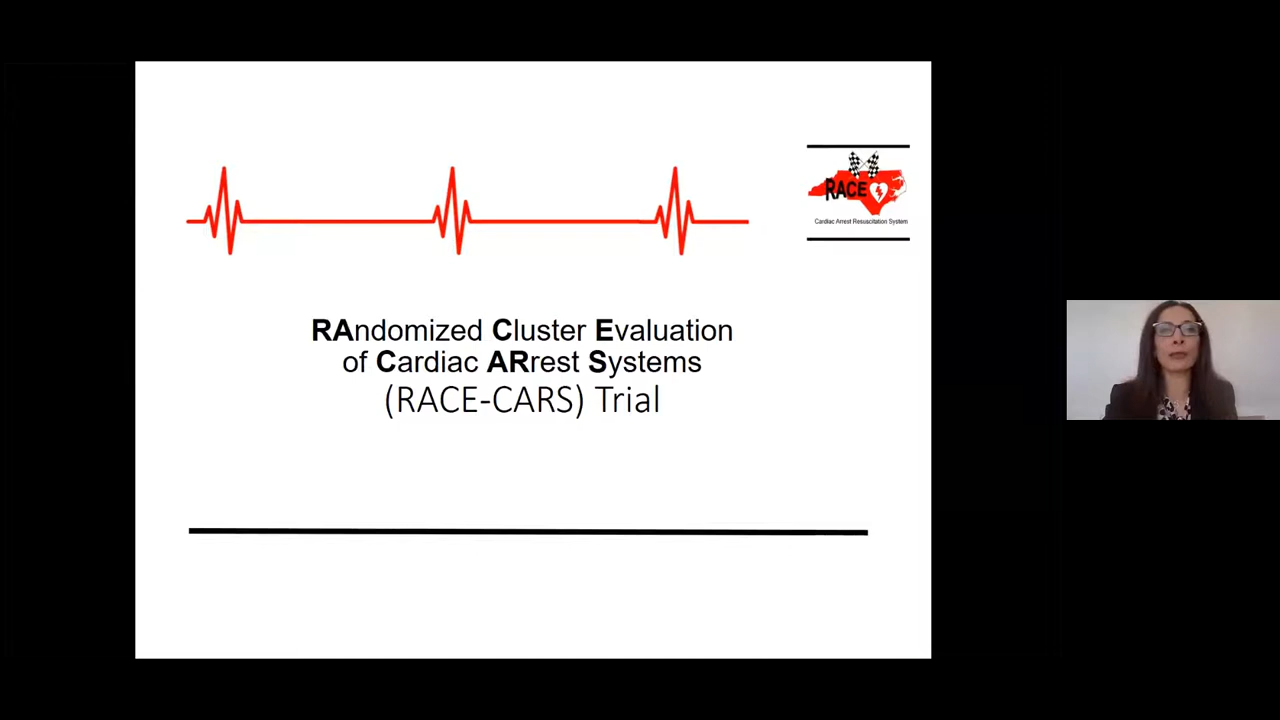 RACE
Cardiac Arrest Resuscitation System
RAndomized Cluster Evaluation
of Cardiac ARrest Systems
(RACE-CARS) Trial